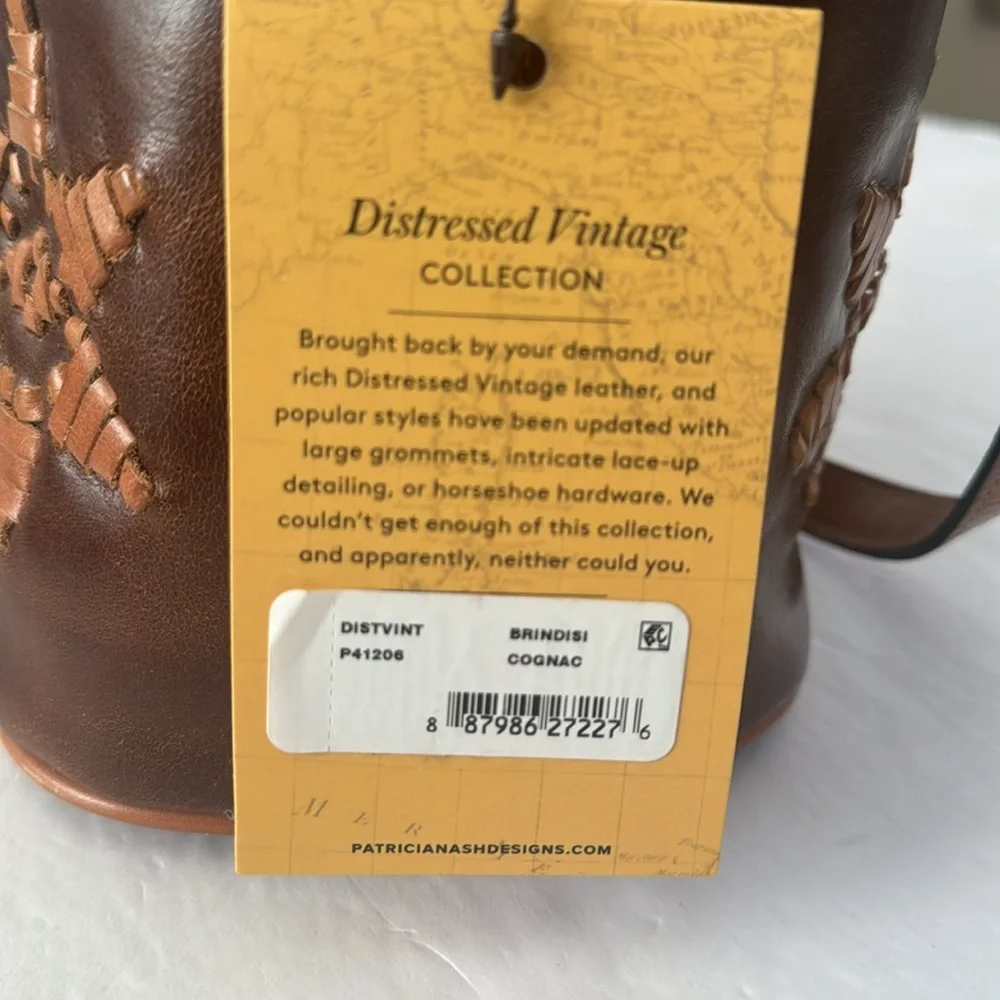 Distressed Vintage
COLLECTION
Brought back by your demand, our
rich Distressed Vintage leather, and
popular styles have been updated with
large grommets, intricate lace-up
detailing, or horseshoe hardware. We
couldn't get enough of this collection,
and apparently, neither could you.
DISTVINT BRINDISI
P41206 COGNAC
8 87986 27227 6
M E R
PATRICIANASHDESIGNS.COM